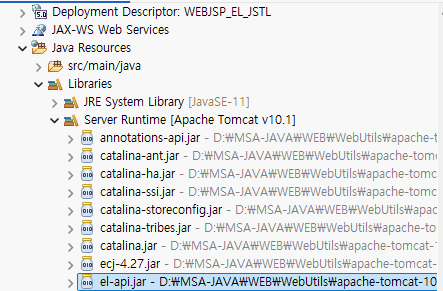 Deployment Descriptor: WEBJSP_EL_JSTL
JAX-WS Web Services
Java Resources
src/main/java
Libraries
JRE System Library [JavaSE-11]
Server Runtime [Apache Tomcat v10.1]
annotations-api.jar - D:₩MSA-JAVA₩WEB₩WebUtils₩apache-t
catalina-ant.jar - D:₩MSA-JAVA₩WEB₩WebUtils₩apache-tomc
catalina-ha.jar - D:₩MSA-JAVA₩WEB₩WebUtils₩apache-tomca
catalina-ssi.jar - D:₩MSA-JAVA₩WEB₩WebUtils₩apache-tomca
catalina-storeconfig.jar - D:₩MSA-JAVA₩WEB₩WebUtils₩apac
catalina-tribes.jar - D:₩MSA-JAVA₩WEB₩WebUtils₩apache-to
catalina.jar - D:₩MSA-JAVA₩WEB₩WebUtils₩apache-tomcat-1
ecj-4.27.jar - D:₩MSA-JAVA₩WEB₩WebUtils₩apache-tomcat-1
el-api.jar - D:₩MSA-JAVA₩WEB₩WebUtils₩apache-tomcat-10